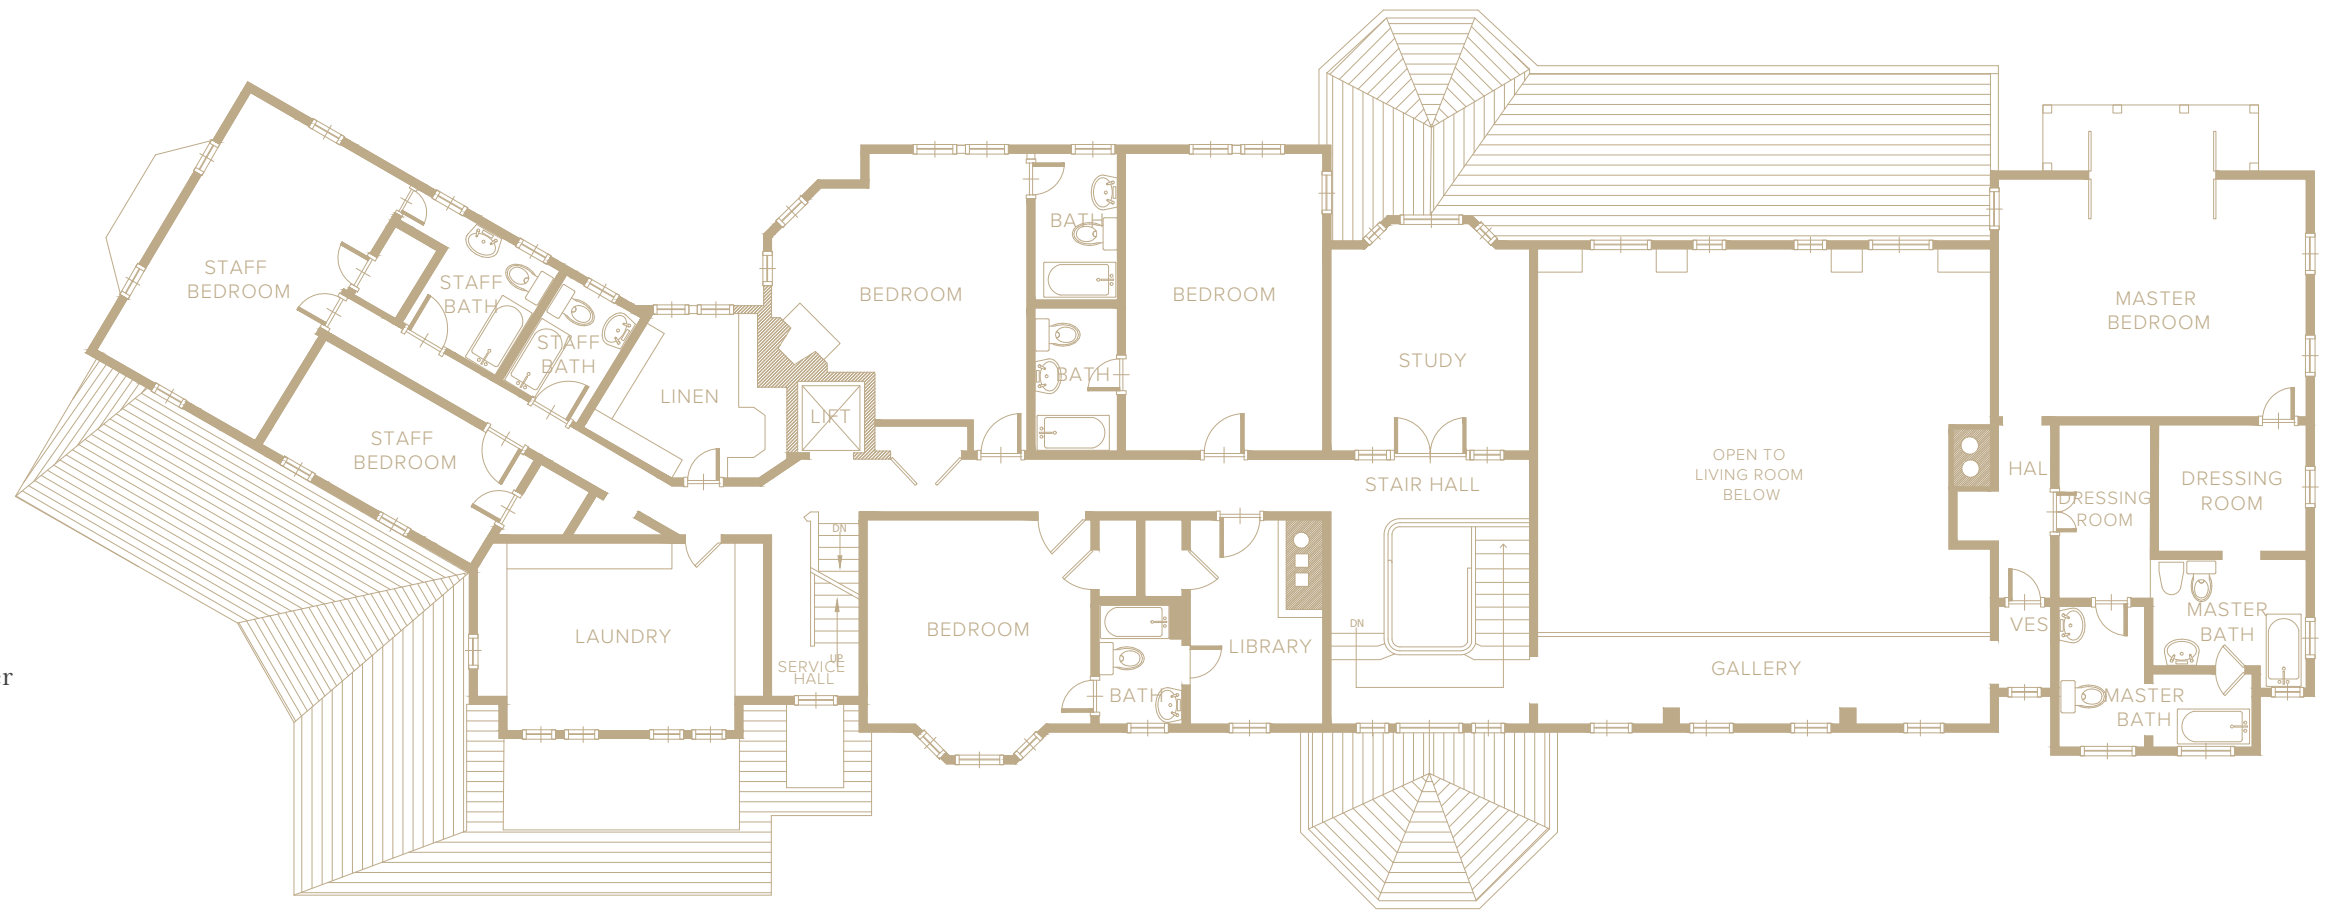 STAFF
BEDROOM
STAFF
BATH
STAFF
BATH
STAFF
BEDROOM
LINEN
LIFT
BEDROOM
BATH
BATH
BEDROOM
STUDY
STAIR HALL
OPEN TO
LIVING ROOM
BELOW
MASTER
BEDROOM
HAL
DRESSING
ROOM
DRESSING
ROOM
LAUNDRY
DN
UP
SERVICE
HALL
BEDROOM
BATH
LIBRARY
DN
GALLERY
VES
MASTER
BATH
MASTER
BATH
er